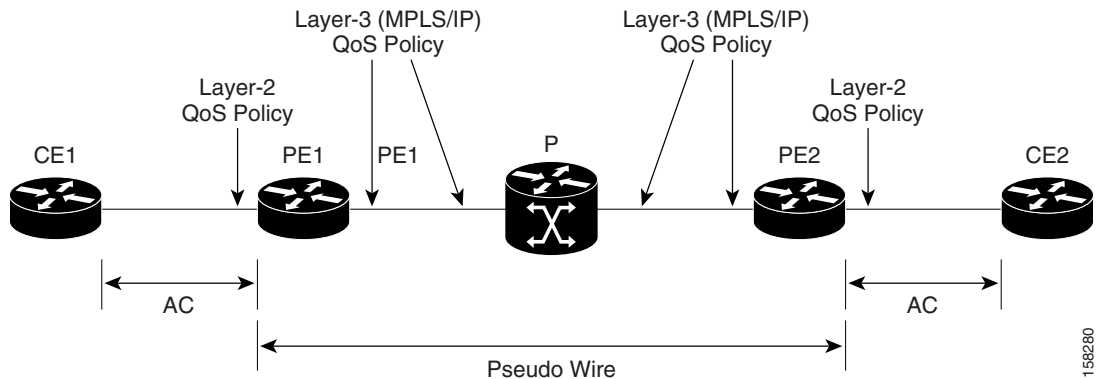 Layer-3 (MPLS/IP)
QoS Policy
Layer-3 (MPLS/IP)
QoS Policy
Layer-2
QoS Policy
Layer-2
QoS Policy
CE1
PE1
PE1
P
PE2
CE2
AC
AC
Pseudo Wire
158280